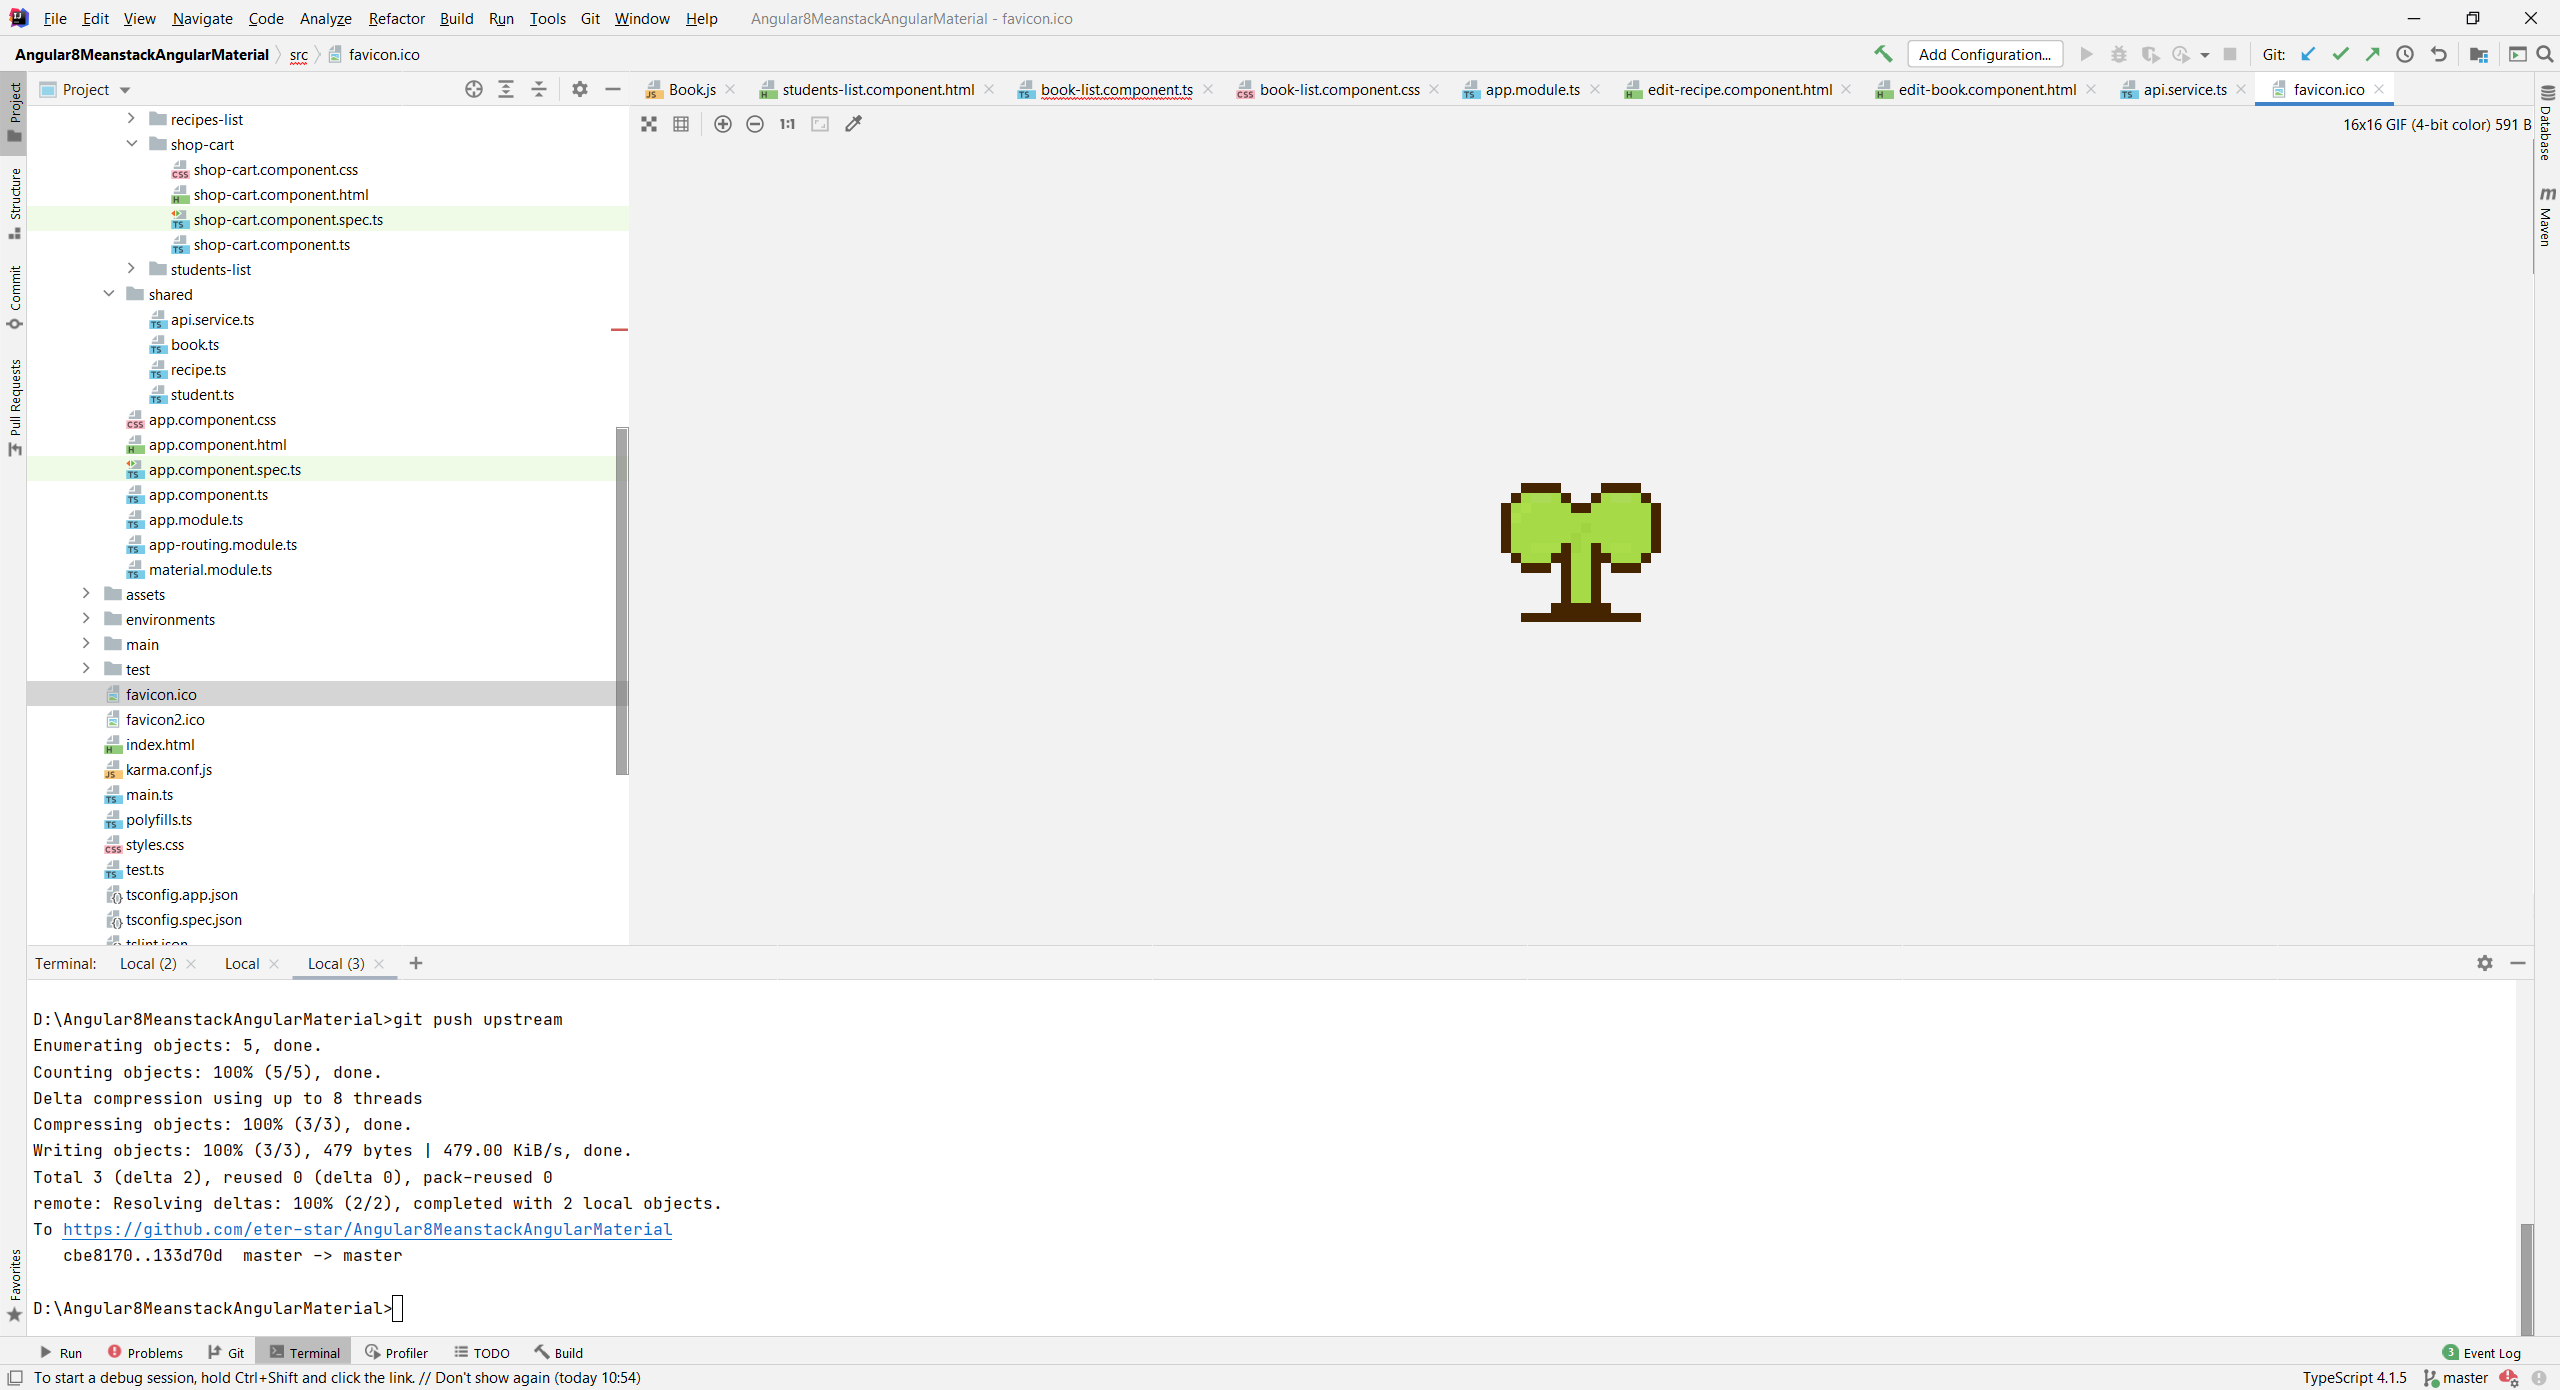 File Edit View Navigate Code Analyze Refactor Build Run Tools Git Window Help Angular8MeanstackAngularMaterial - favicon.ico
Angular8MeanstackAngularMaterial src favicon.ico Add Configuration... Git:
Project
Book.js students-list.component.html book-list.component.ts book-list.component.css app.module.ts edit-recipe.component.html edit-book.component.html api.service.ts favicon.ico
16x16 GIF (4-bit color) 591 B
Project
Structure
Commit
Pull Requests
Favorites
Database
Maven
recipes-list
shop-cart
shop-cart.component.css
shop-cart.component.html
shop-cart.component.spec.ts
shop-cart.component.ts
students-list
shared
api.service.ts
book.ts
recipe.ts
student.ts
app.component.css
app.component.html
app.component.spec.ts
app.component.ts
app.module.ts
app-routing.module.ts
material.module.ts
assets
environments
main
test
favicon.ico
favicon2.ico
index.html
karma.conf.js
main.ts
polyfills.ts
styles.css
test.ts
tsconfig.app.json
tsconfig.spec.json
tslint.json
Terminal: Local (2) Local Local (3)
D:\Angular8MeanstackAngularMaterial>git push upstream
Enumerating objects: 5, done.
Counting objects: 100% (5/5), done.
Delta compression using up to 8 threads
Compressing objects: 100% (3/3), done.
Writing objects: 100% (3/3), 479 bytes | 479.00 KiB/s, done.
Total 3 (delta 2), reused 0 (delta 0), pack-reused 0
remote: Resolving deltas: 100% (2/2), completed with 2 local objects.
To https://github.com/eter-star/Angular8MeanstackAngularMaterial
cbe8170..133d70d master -> master
D:\Angular8MeanstackAngularMaterial>
Run Problems Git Terminal Profiler TODO Build 3 Event Log
To start a debug session, hold Ctrl+Shift and click the link. // Don't show again (today 10:54) TypeScript 4.1.5 master